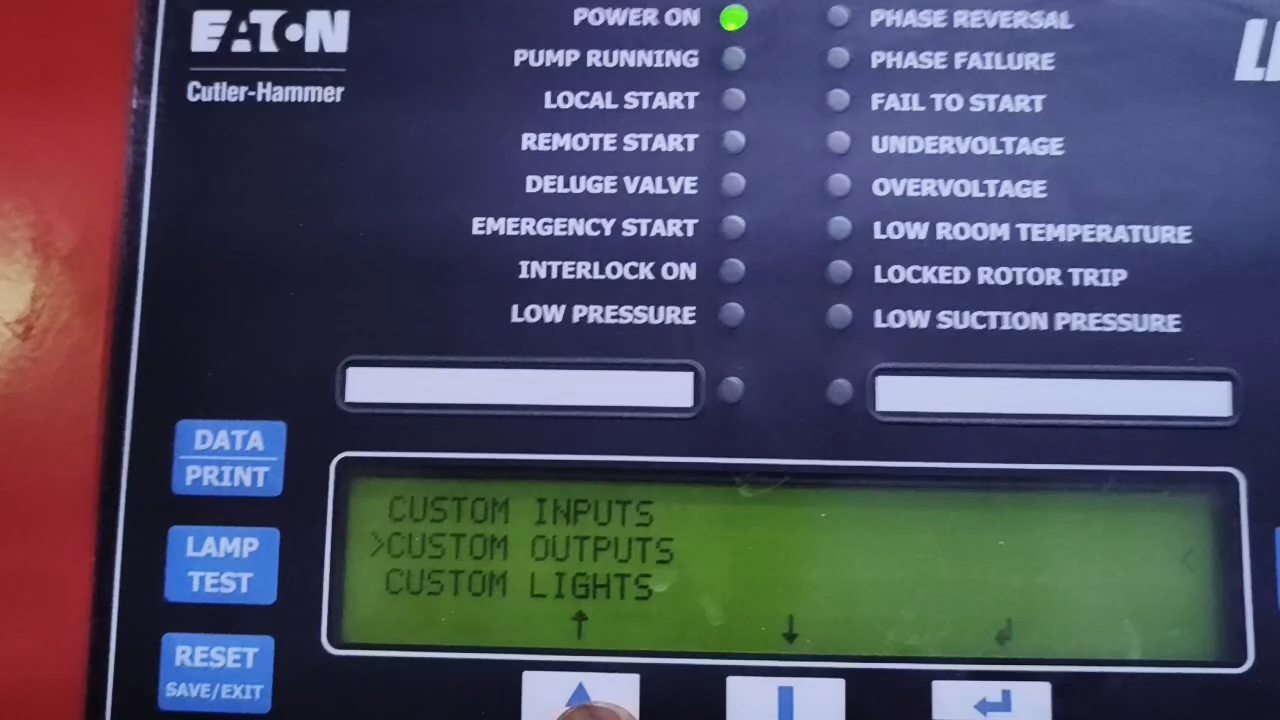 EATON
Cutler-Hammer
POWER ON
PUMP RUNNING
LOCAL START
REMOTE START
DELUGE VALVE
EMERGENCY START
INTERLOCK ON
LOW PRESSURE
PHASE REVERSAL
PHASE FAILURE
FAIL TO START
UNDERVOLTAGE
OVERVOLTAGE
LOW ROOM TEMPERATURE
LOCKED ROTOR TRIP
LOW SUCTION PRESSURE
DATA
PRINT
LAMP
TEST
RESET
SAVE/EXIT
CUSTOM INPUTS
>CUSTOM OUTPUTS <
CUSTOM LIGHTS
↑ ↓ ↲